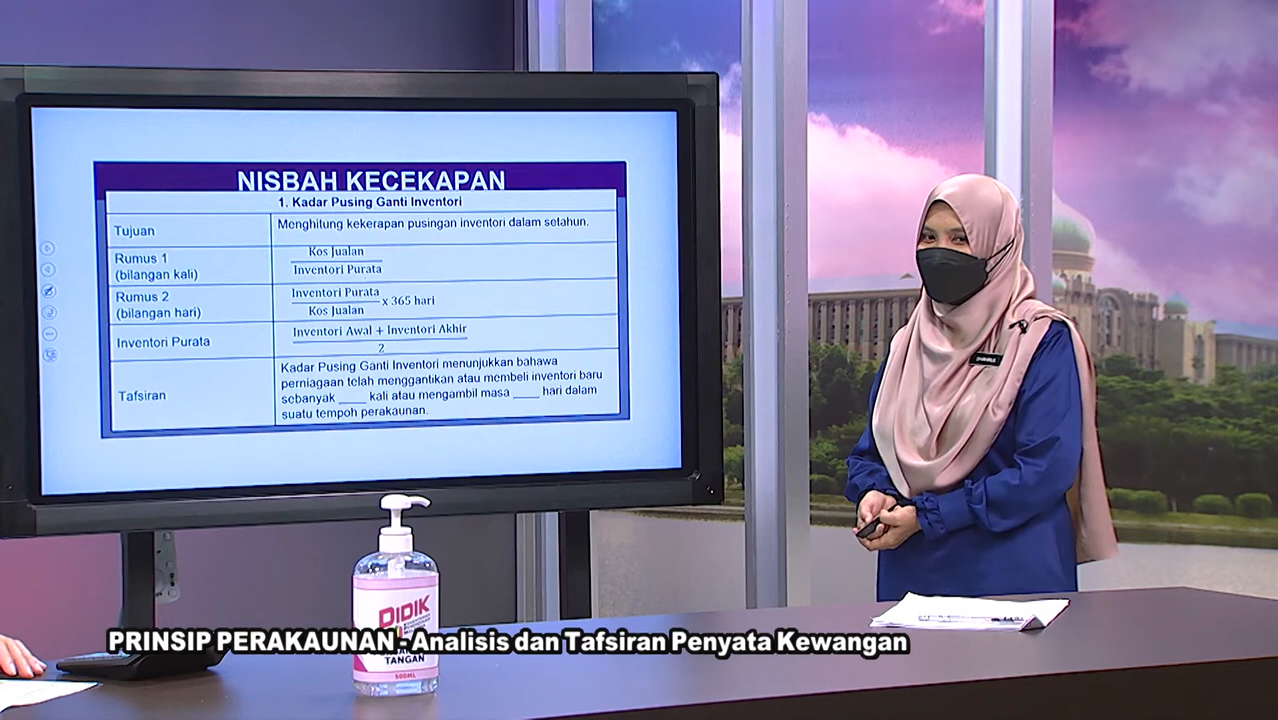 NISBAH KECEKAPAN
1. Kadar Pusing Ganti Inventori
Tujuan
Menghitung kekerapan pusingan inventori dalam setahun.
Rumus 1
(bilangan kali)
Kos Jualan
Inventori Purata
Rumus 2
(bilangan hari)
Inventori Purata
Kos Jualan
x 365 hari
Inventori Purata
Inventori Awal + Inventori Akhir
2
Tafsiran
Kadar Pusing Ganti Inventori menunjukkan bahawa
perniagaan telah menggantikan atau membeli inventori baru
sebanyak ____ kali atau mengambil masa ____ hari dalam
suatu tempoh perakaunan.
DIDIK
TANGAN
500ML
PRINSIP PERAKAUNAN - Analisis dan Tafsiran Penyata Kewangan